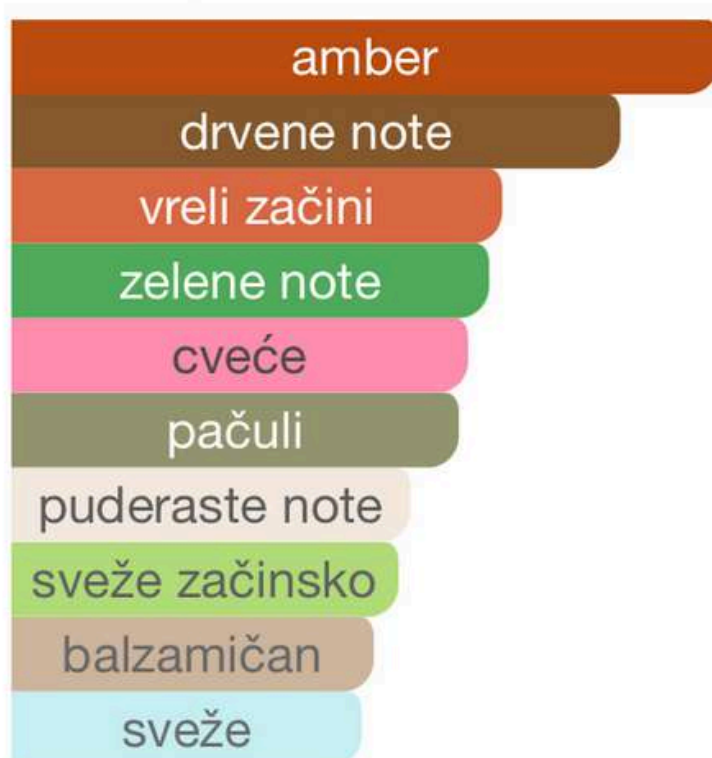 amber
drvene note
vreli začini
zelene note
cveće
pačuli
puderaste note
sveže začinsko
balzamičan
sveže